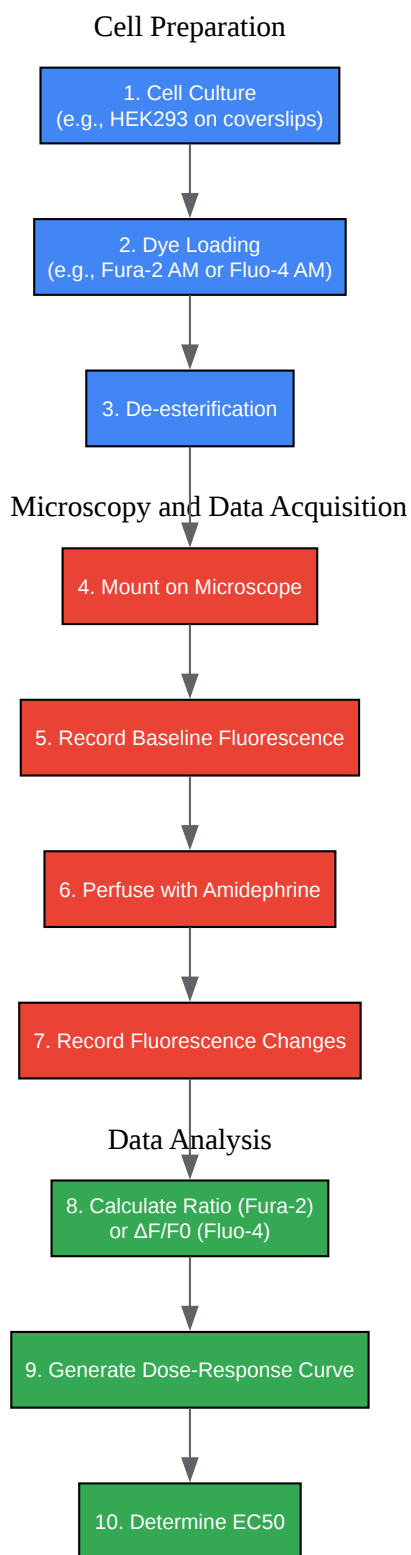 Cell Preparation
1. Cell Culture
(e.g., HEK293 on coverslips)
2. Dye Loading
(e.g., Fura-2 AM or Fluo-4 AM)
3. De-esterification
Microscopy and Data Acquisition
4. Mount on Microscope
5. Record Baseline Fluorescence
6. Perfuse with Amidephrine
7. Record Fluorescence Changes
Data Analysis
8. Calculate Ratio (Fura-2)
or ΔF/F0 (Fluo-4)
9. Generate Dose-Response Curve
10. Determine EC50